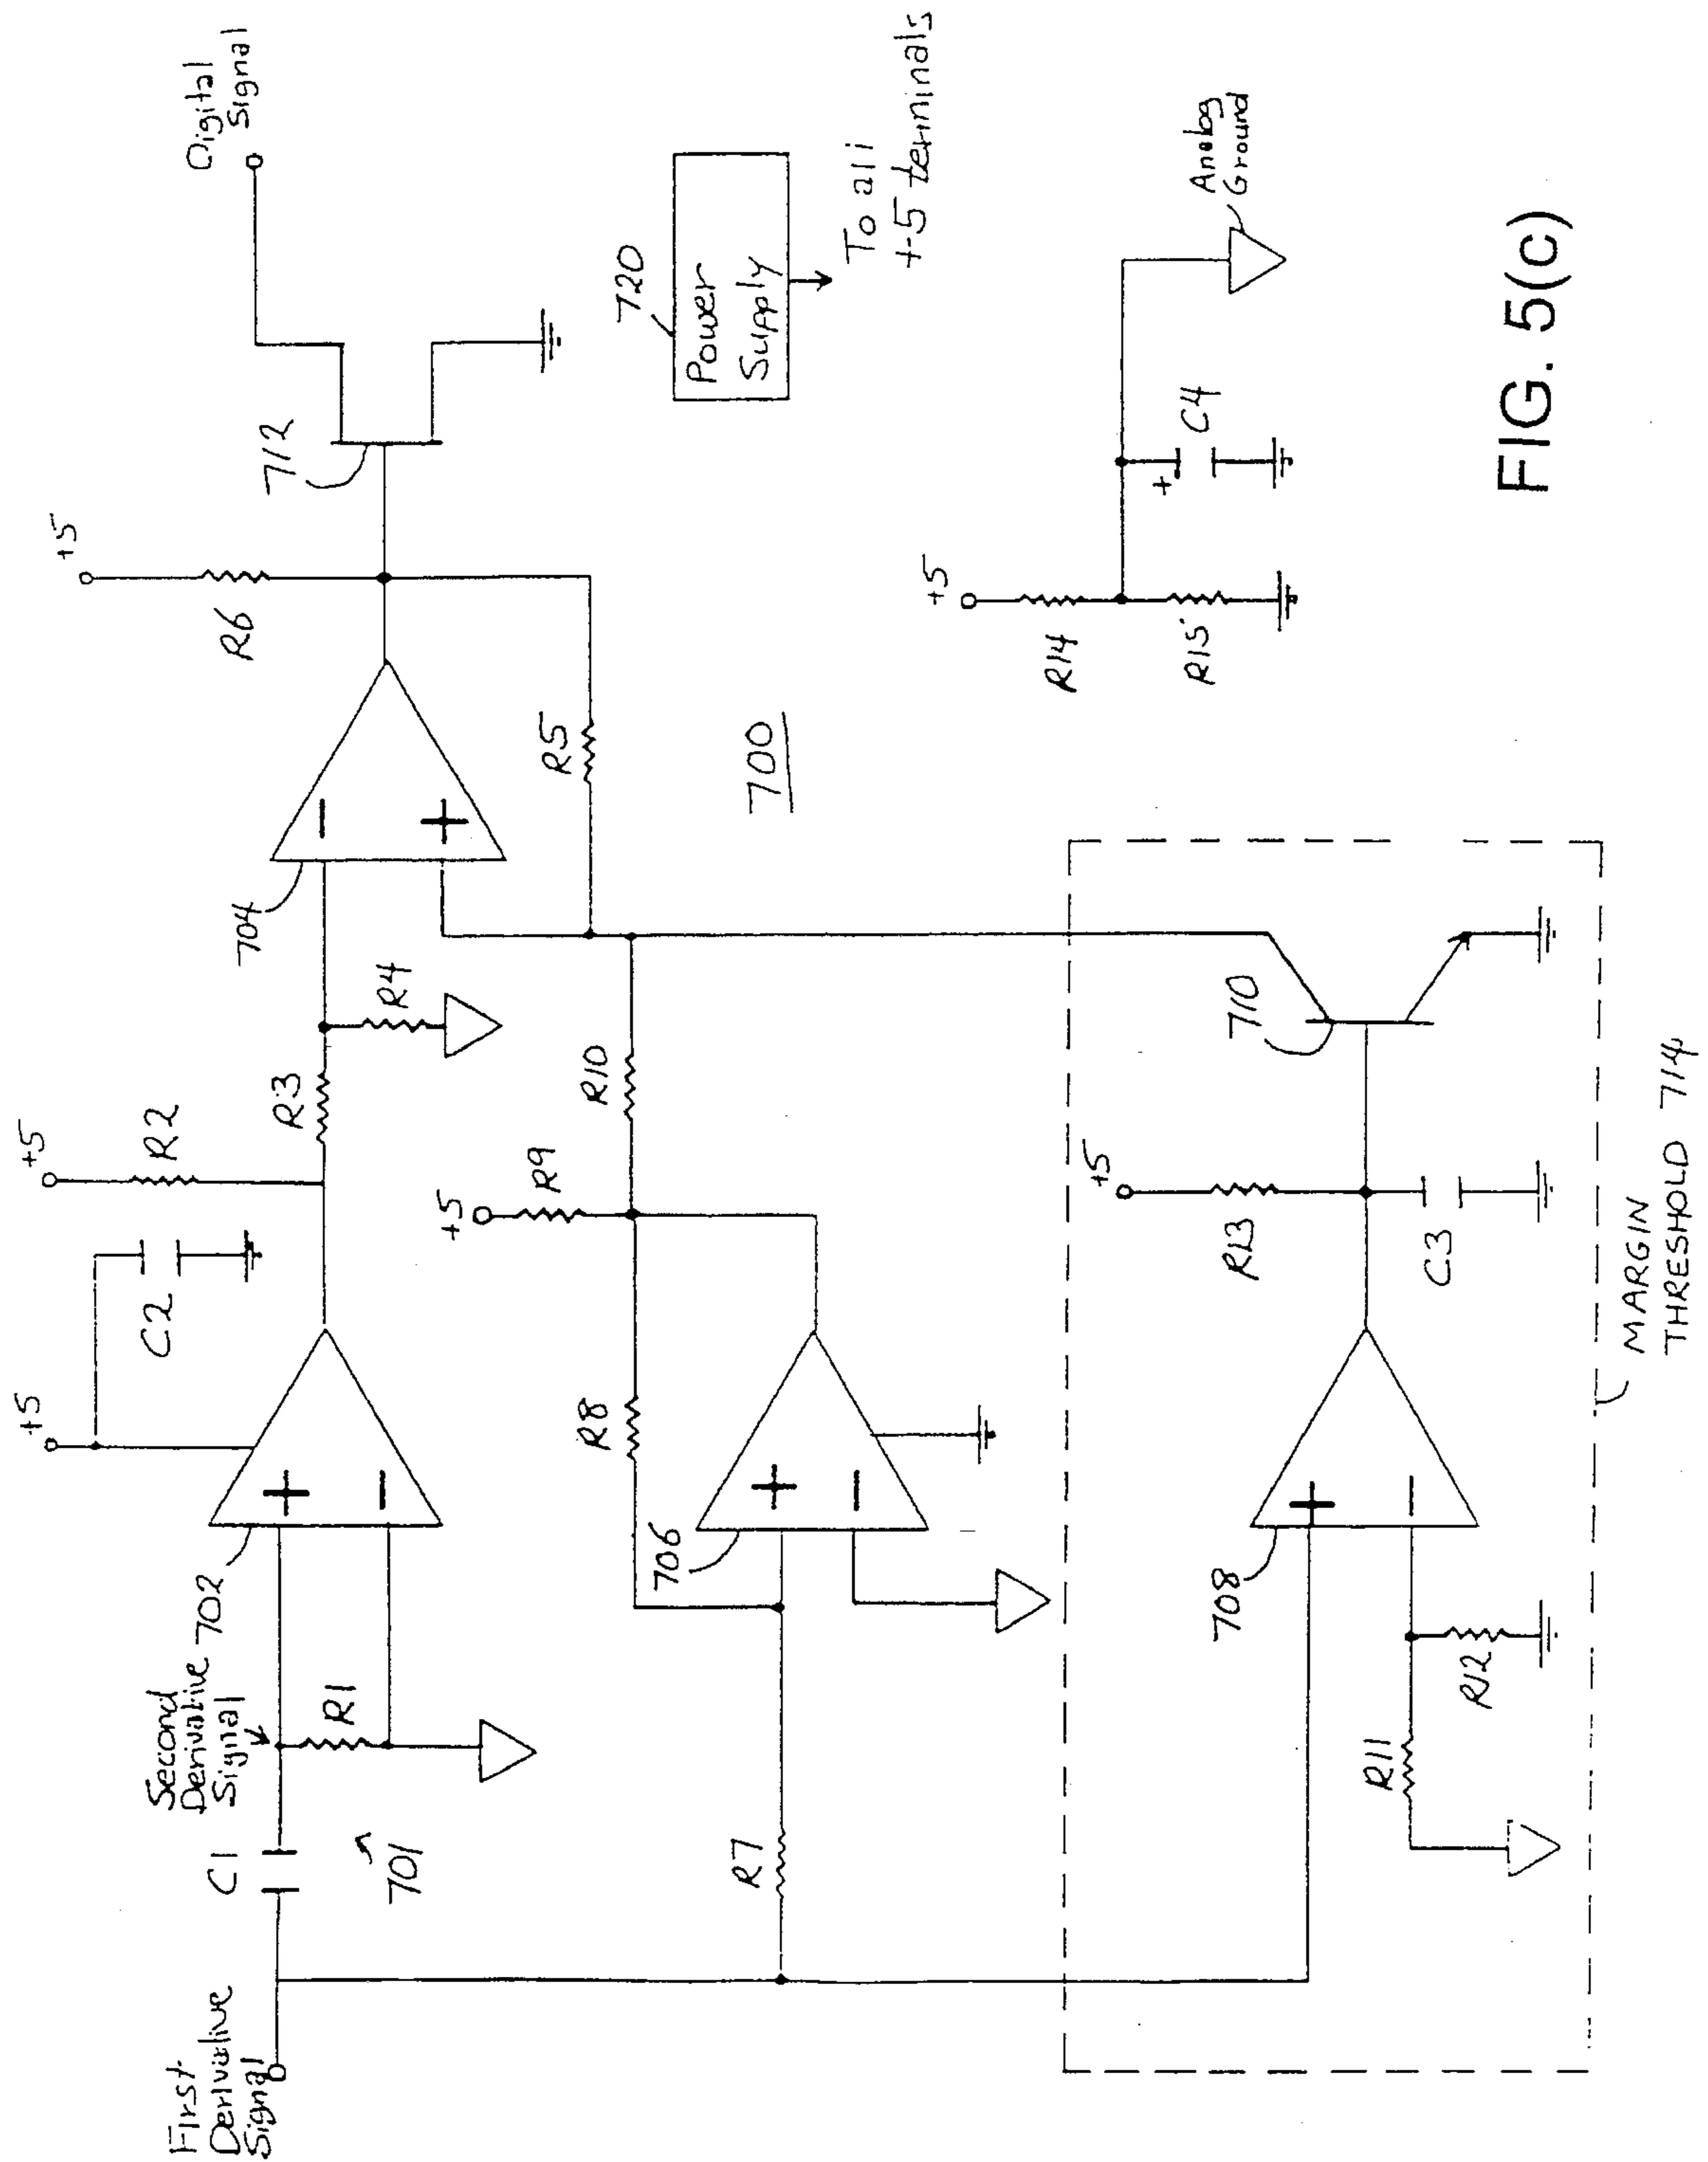 First
Derivative
Signal
C1
701
Second
Derivative
Signal
R1
702
+
−
+5
C2
+5
R2
R3
R4
704
−
+
R5
R6
+5
712
Digital
Signal
R7
706
+
−
R8
+5
R9
R10
700
720
Power
Supply
To all
+5 terminals
708
+
−
R11
R12
+5
R13
C3
710
MARGIN
THRESHOLD 714
+5
R14
R15
+
C4
Analog
Ground
FIG. 5(c)